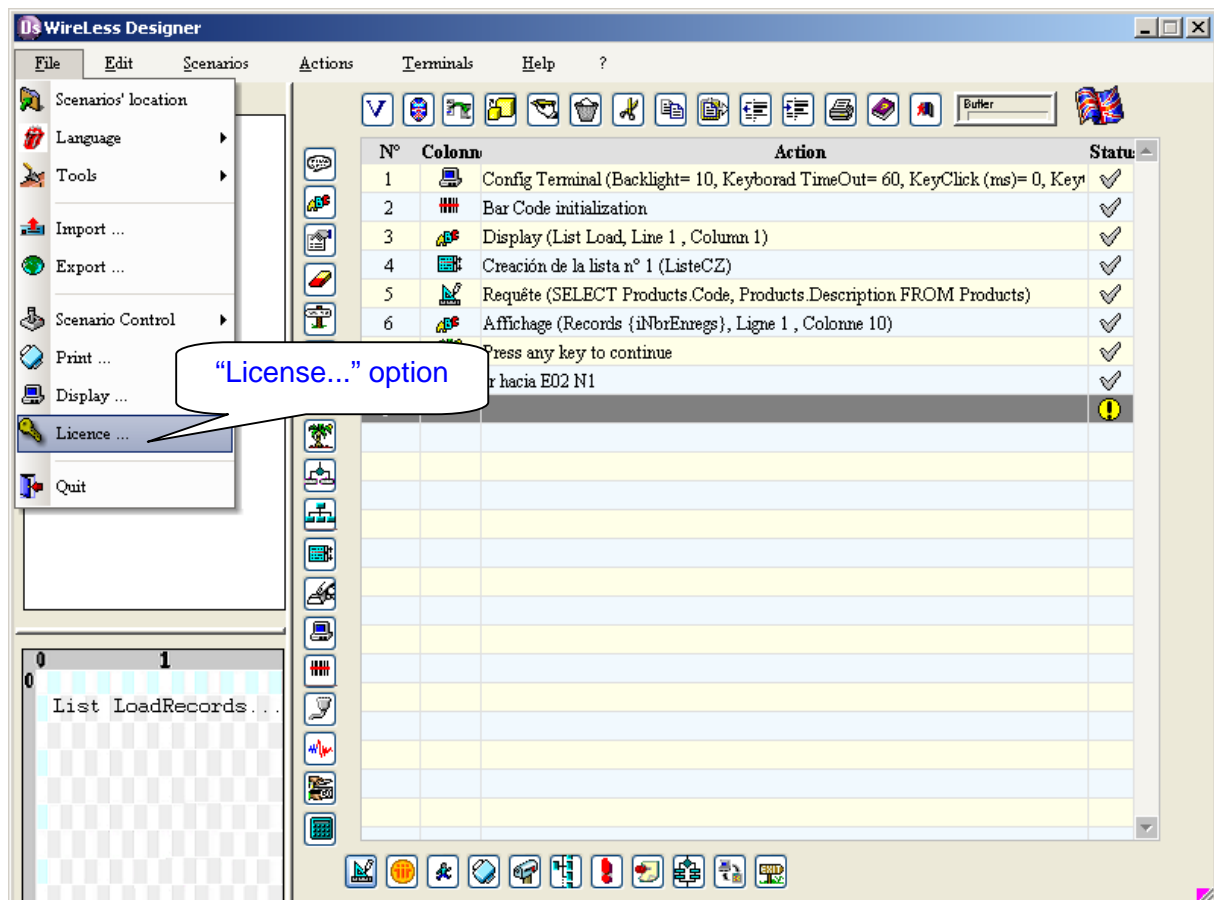 WireLess Designer
File Edit Scenarios Actions Terminals Help ?
Scenarios' location
Language
Tools
Import ...
Export ...
Scenario Control
Print ...
Display ...
Licence ...
Quit
"License..." option
Butler
N° Colonn Action Statu
1 Config Terminal (Backlight= 10, Keyborad TimeOut= 60, KeyClick (ms)= 0, Key
2 Bar Code initialization
3 Display (List Load, Line 1 , Column 1)
4 Creación de la lista n° 1 (ListeCZ)
5 Requête (SELECT Products.Code, Products.Description FROM Products)
6 Affichage (Records {iNbrEnregs}, Ligne 1 , Colonne 10)
Press any key to continue
r hacia E02 N1
0 1
0
List LoadRecords...